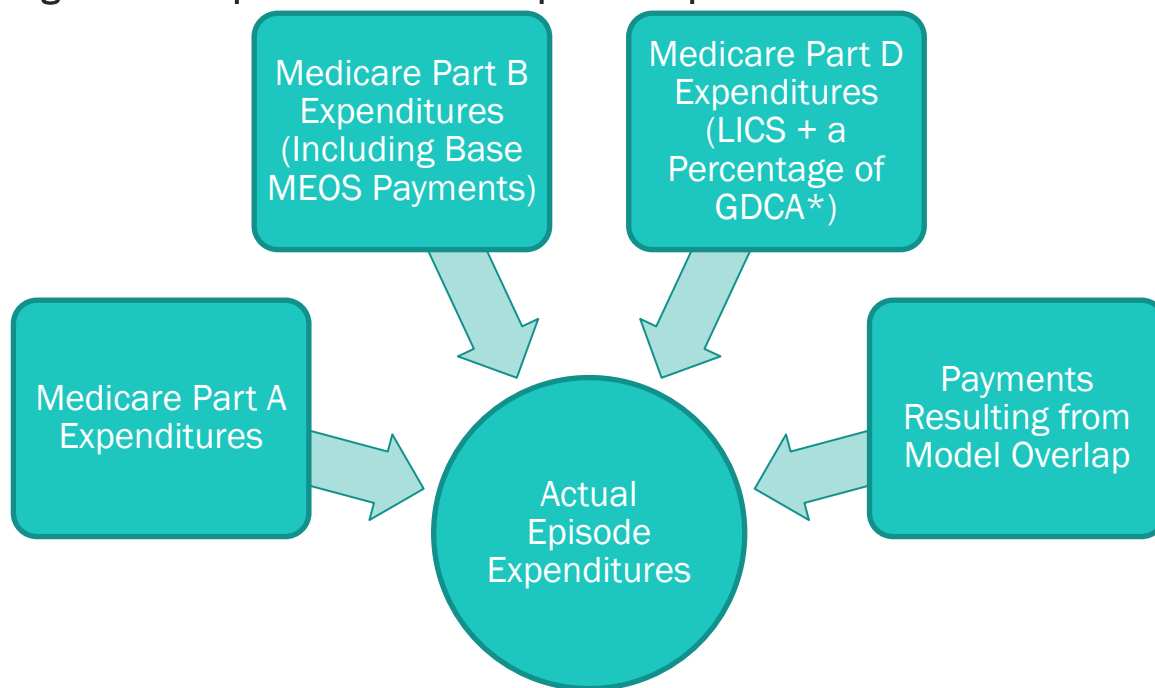 Medicare Part B
Expenditures
(Including Base
MEOS Payments)
Medicare Part D
Expenditures
(LICS + a
Percentage of
GDCA*)
Medicare Part A
Expenditures
Payments
Resulting from
Model Overlap
Actual
Episode
Expenditures